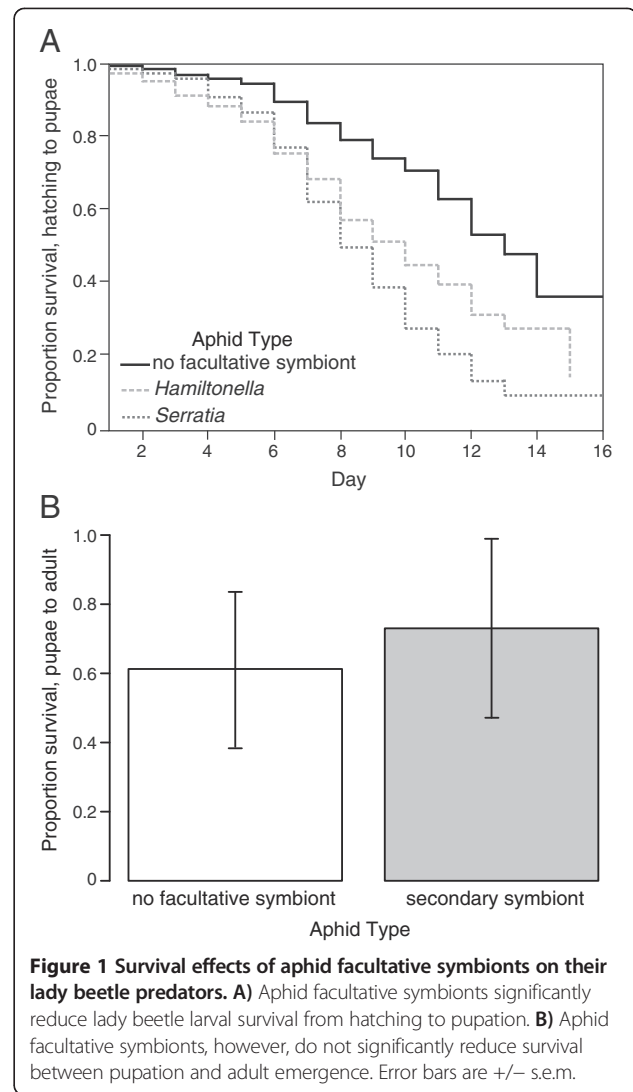 A
Proportion survival, hatching to pupae
1.0
0.8
0.6
0.4
0.2
0
Aphid Type
no facultative symbiont
Hamiltonella
Serratia
2 4 6 8 10 12 14 16
Day
B
Proportion survival, pupae to adult
1.0
0.8
0.6
0.4
0.2
0
no facultative symbiont secondary symbiont
Aphid Type
Figure 1 Survival effects of aphid facultative symbionts on their
lady beetle predators. A) Aphid facultative symbionts significantly
reduce lady beetle larval survival from hatching to pupation. B) Aphid
facultative symbionts, however, do not significantly reduce survival
between pupation and adult emergence. Error bars are +/− s.e.m.